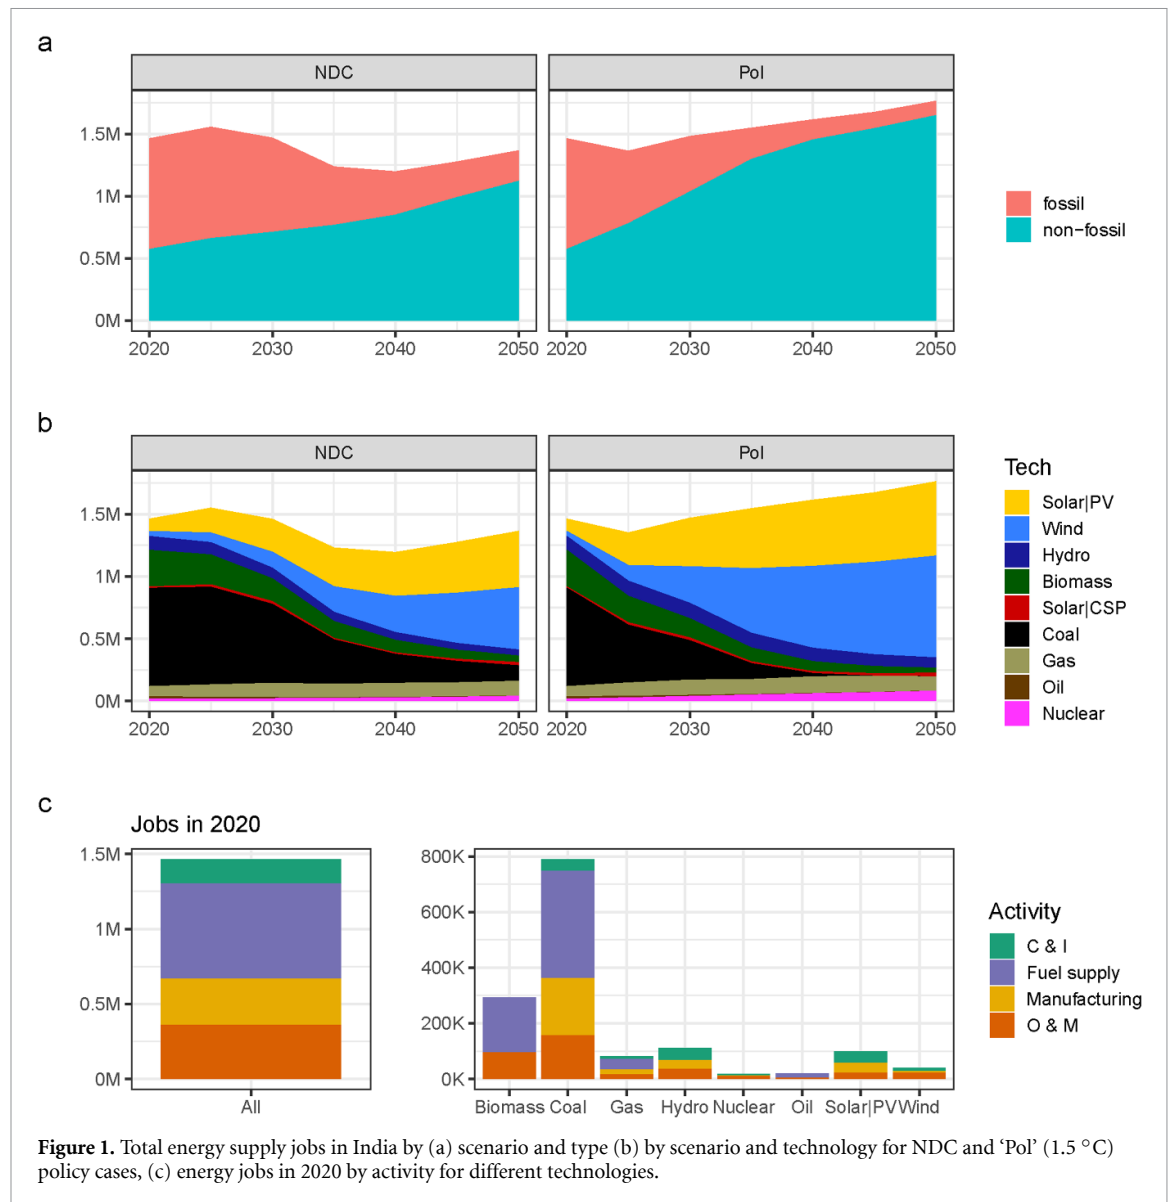 a
NDC
Pol
1.5M
1M
0.5M
0M
2020
2030
2040
2050
2020
2030
2040
2050
fossil
non−fossil
b
NDC
Pol
1.5M
1M
0.5M
0M
2020
2030
2040
2050
2020
2030
2040
2050
Tech
Solar|PV
Wind
Hydro
Biomass
Solar|CSP
Coal
Gas
Oil
Nuclear
c
Jobs in 2020
1.5M
1M
0.5M
0M
All
800K
600K
400K
200K
0K
Biomass
Coal
Gas
Hydro
Nuclear
Oil
Solar|PV
Wind
Activity
C & I
Fuel supply
Manufacturing
O & M
Figure 1. Total energy supply jobs in India by (a) scenario and type (b) by scenario and technology for NDC and ‘Pol’ (1.5 °C)
policy cases, (c) energy jobs in 2020 by activity for different technologies.